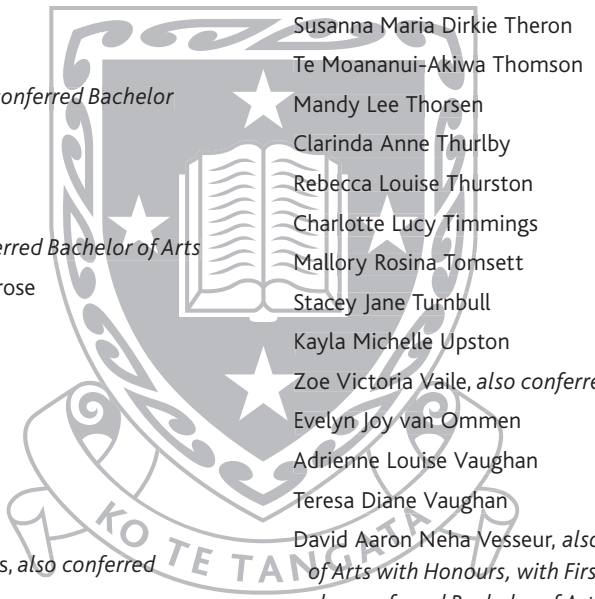 conferred Bachelor
erred Bachelor of Arts
rose
s, also conferred
Susanna Maria Dirkie Theron
Te Moananui-Akiwa Thomson
Mandy Lee Thorsen
Clarinda Anne Thurlby
Rebecca Louise Thurston
Charlotte Lucy Timmings
Mallory Rosina Tomsett
Stacey Jane Turnbull
Kayla Michelle Upston
Zoe Victoria Vaile, also conferre
Evelyn Joy van Ommen
Adrienne Louise Vaughan
Teresa Diane Vaughan
David Aaron Neha Vesseur, also
of Arts with Honours, with Firs
KO TE TANGATA